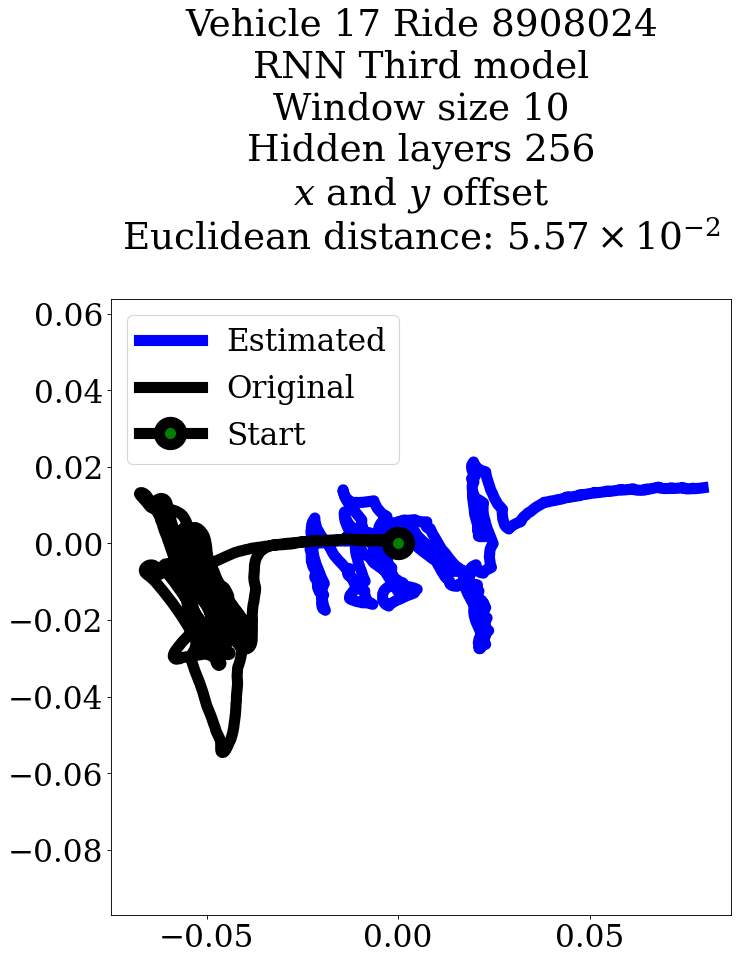 Vehicle 17 Ride 8908024
RNN Third model
Window size 10
Hidden layers 256
x and y offset
Euclidean distance: 5.57 × 10⁻²
Estimated
Original
Start
0.06
0.04
0.02
0.00
−0.02
−0.04
−0.06
−0.08
−0.05 0.00 0.05